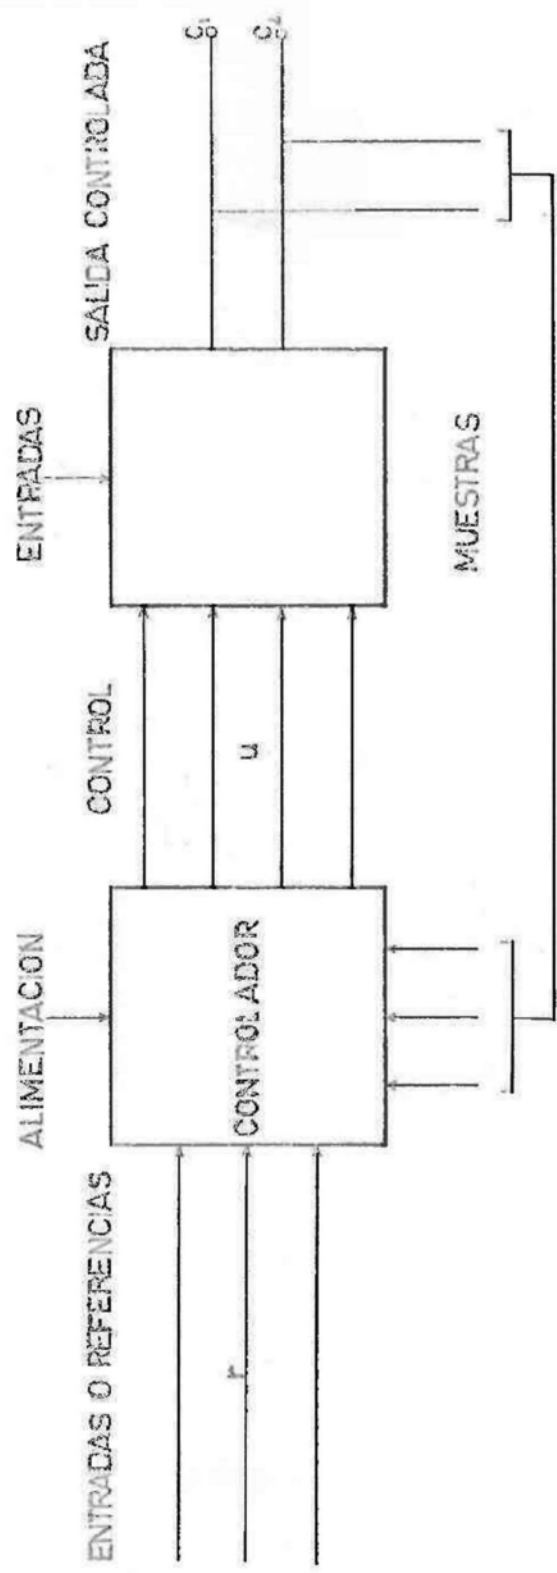 ENTRADAS O REFERENCIAS
r
ALIMENTACION
CONTROLADOR
CONTROL
u
ENTRADAS
SALIDA CONTROLADA
MUESTRAS